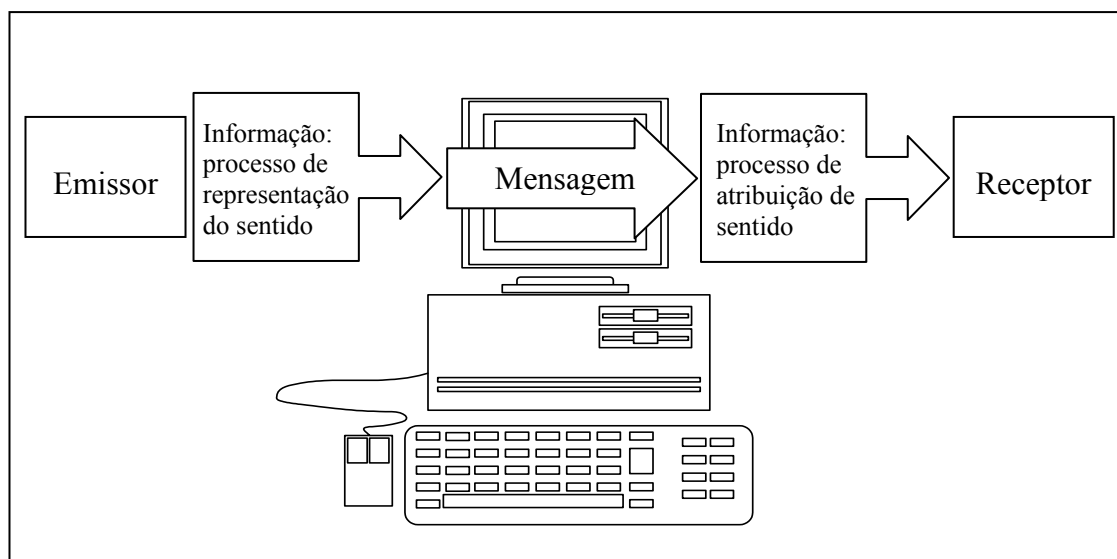 Emissor
Informação:
processo de
representação
do sentido
Mensagem
Informação:
processo de
atribuição de
sentido
Receptor